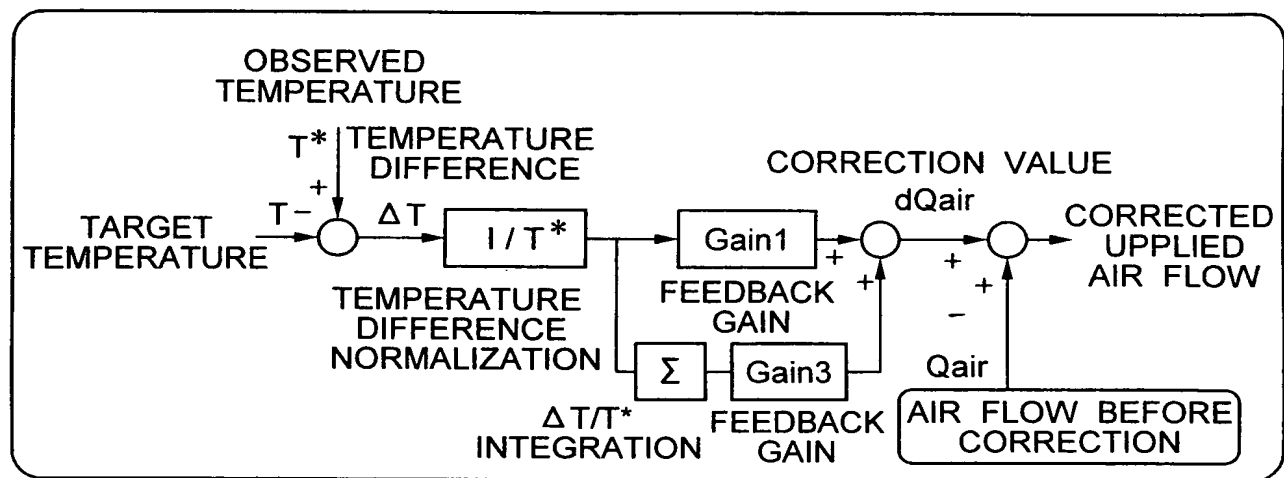 OBSERVED
TEMPERATURE
T*
+
TEMPERATURE
DIFFERENCE
TARGET
TEMPERATURE
T
−
ΔT
I / T*
TEMPERATURE
DIFFERENCE
NORMALIZATION
Gain1
FEEDBACK
GAIN
Σ
ΔT/T*
INTEGRATION
Gain3
FEEDBACK
GAIN
+
+
CORRECTION VALUE
dQair
+
+
−
Qair
AIR FLOW BEFORE
CORRECTION
CORRECTED
UPPLIED
AIR FLOW